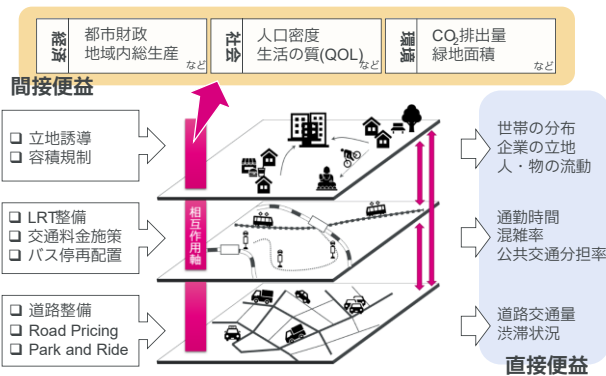 経済
都市財政
地域内総生産
など
社会
人口密度
生活の質(QOL)
など
環境
CO2排出量
緑地面積
など
間接便益
❑ 立地誘導
❑ 容積規制
世帯の分布
企業の立地
人・物の流動
❑ LRT整備
❑ 交通料金施策
❑ バス停再配置
相互作用軸
通勤時間
混雑率
公共交通分担率
❑ 道路整備
❑ Road Pricing
❑ Park and Ride
道路交通量
渋滞状況
直接便益